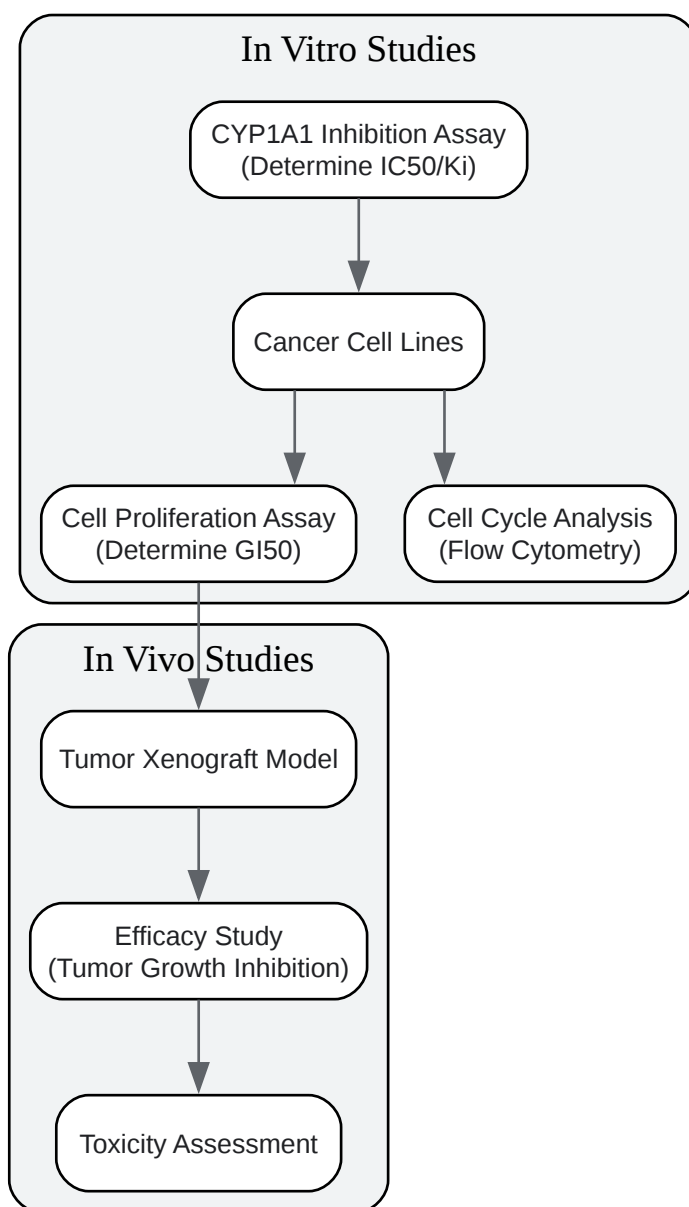 In Vitro Studies
CYP1A1 Inhibition Assay
(Determine IC50/Ki)
Cancer Cell Lines
Cell Proliferation Assay
(Determine GI50)
Cell Cycle Analysis
(Flow Cytometry)
In Vivo Studies
Tumor Xenograft Model
Efficacy Study
(Tumor Growth Inhibition)
Toxicity Assessment